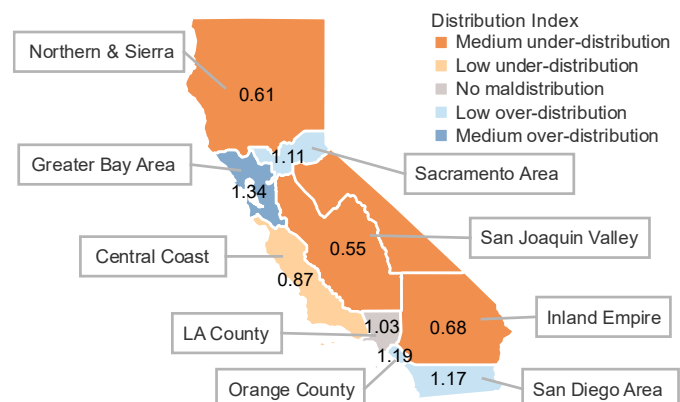 Distribution Index
Medium under-distribution
Low under-distribution
No maldistribution
Low over-distribution
Medium over-distribution
Northern & Sierra
0.61
Greater Bay Area
1.34
1.11
Sacramento Area
San Joaquin Valley
0.55
Central Coast
0.87
LA County
1.03
0.68
Inland Empire
1.19
Orange County
1.17
San Diego Area